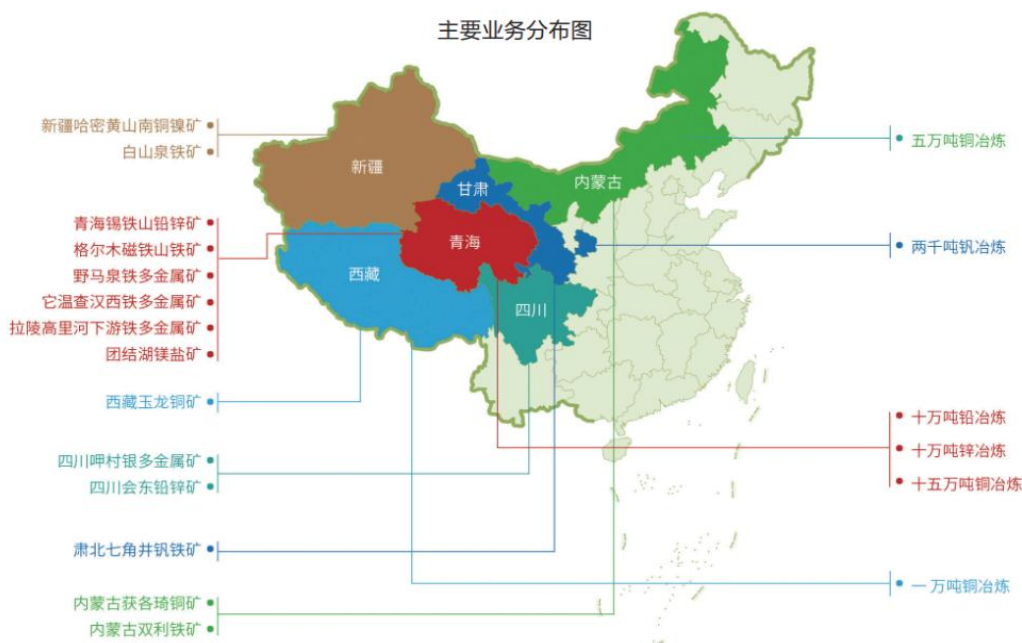 主要业务分布图
新疆哈密黄山南铜镍矿
白山泉铁矿
青海锡铁山铅锌矿
格尔木磁铁山铁矿
野马泉铁多金属矿
它温查汉西铁多金属矿
拉陵高里河下游铁多金属矿
团结湖镁盐矿
西藏玉龙铜矿
四川呷村银多金属矿
四川会东铅锌矿
肃北七角井钒铁矿
内蒙古获各琦铜矿
内蒙古双利铁矿
新疆
甘肃
内蒙古
青海
西藏
四川
五万吨铜冶炼
两千吨钒冶炼
十万吨铅冶炼
十万吨锌冶炼
十五万吨铜冶炼
一万吨铜冶炼